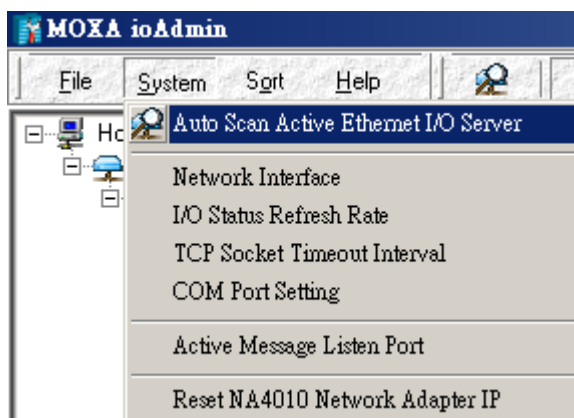 MOXA ioAdmin
File System Sort Help
Auto Scan Active Ethernet I/O Server
Network Interface
I/O Status Refresh Rate
TCP Socket Timeout Interval
COM Port Setting
Active Message Listen Port
Reset NA4010 Network Adapter IP